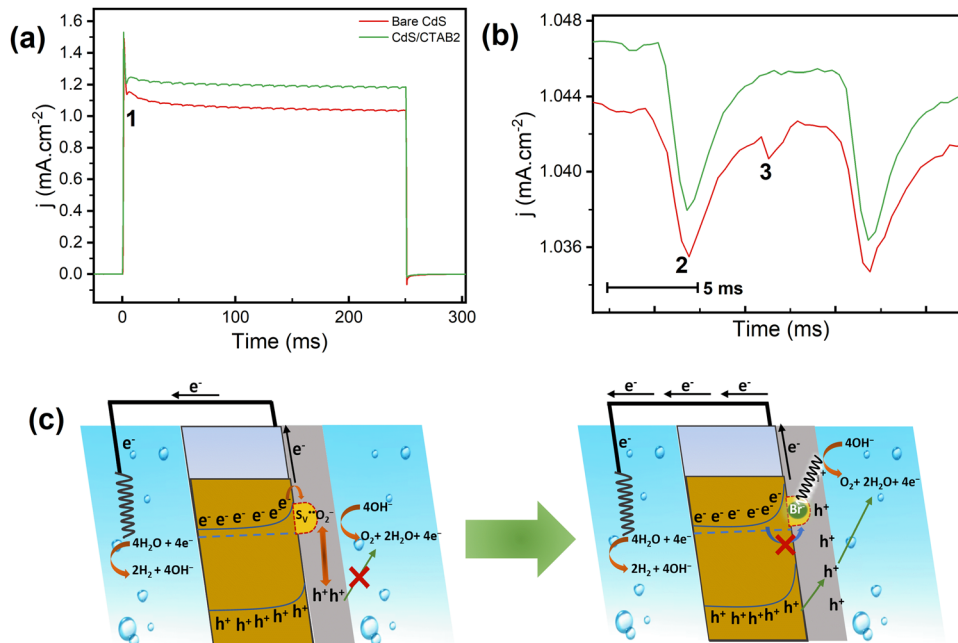 (a)
Bare CdS
CdS/CTAB2
1.6
1.4
1.2
1.0
0.8
0.6
0.4
0.2
0.0
j (mA.cm⁻²)
1
0 100 200 300
Time (ms)
(b)
1.048
1.044
1.040
1.036
j (mA.cm⁻²)
2
3
5 ms
Time (ms)
(c)
e⁻
e⁻
e⁻
e⁻ e⁻ e⁻ e⁻ e⁻ e⁻
Sᵥ••O₂⁻
4OH⁻
O₂+ 2H₂O+ 4e⁻
4H₂O + 4e⁻
2H₂ + 4OH⁻
h⁺h⁺
h⁺ h⁺ h⁺ h⁺ h⁺ h⁺
e⁻ e⁻ e⁻
e⁻
e⁻
4OH⁻
O₂+ 2H₂O+ 4e⁻
e⁻ e⁻ e⁻ e⁻ e⁻ e⁻
Br
h⁺
4H₂O + 4e⁻
2H₂ + 4OH⁻
h⁺
h⁺
h⁺
h⁺ h⁺ h⁺ h⁺ h⁺ h⁺